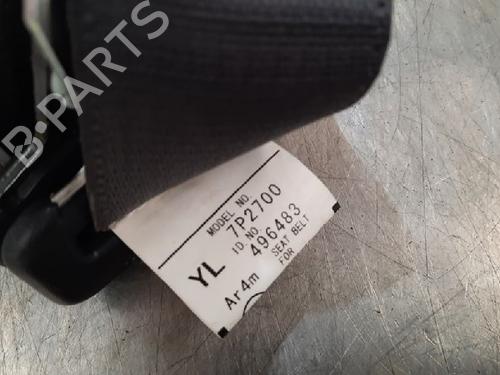 B-PARTS
MODEL NO.
7P2700
ID.NO.
YL 496483
SEAT BELT
Ar4m FOR